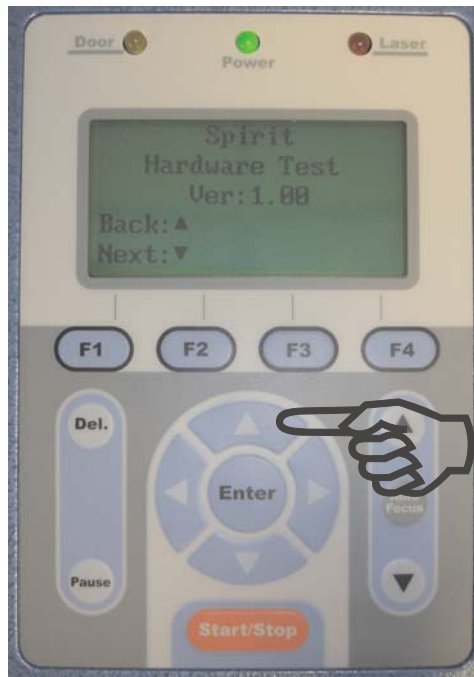 Door
Power
Laser
Spirit
Hardware Test
Ver:1.00
Back:▲
Next:▼
F1 F2 F3 F4
Del.
Enter
Focus
Pause
Start/Stop